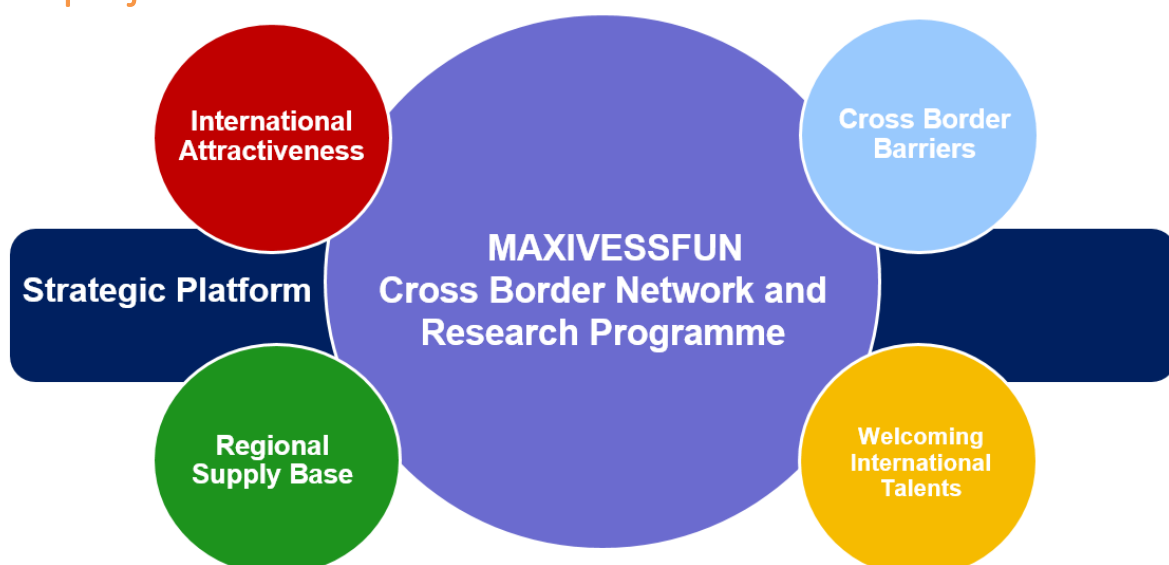 International
Attractiveness
Cross Border
Barriers
Strategic Platform
MAXIVESSFUN
Cross Border Network and
Research Programme
Regional
Supply Base
Welcoming
International
Talents